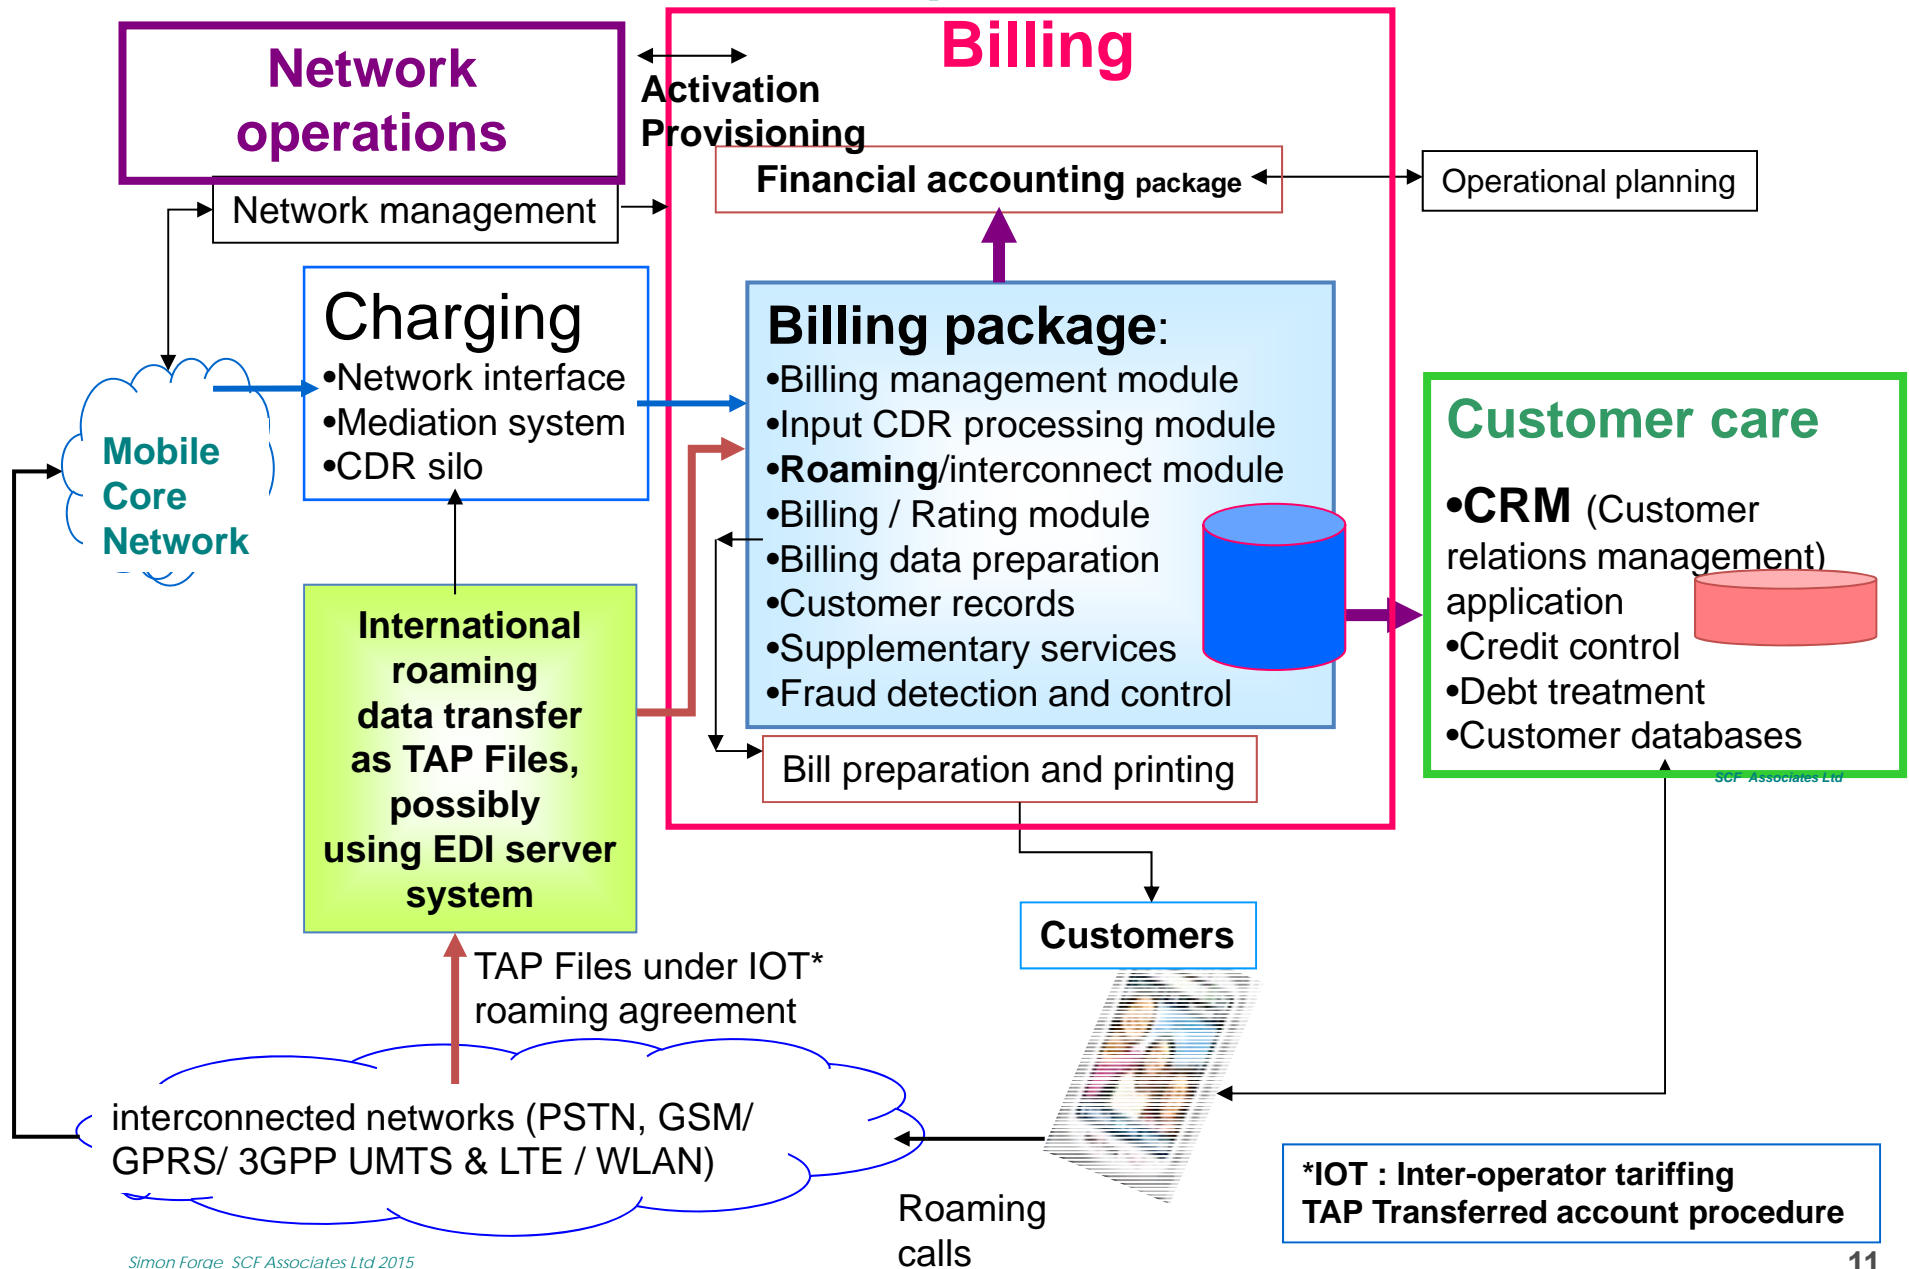 Billing
Network
operations
Activation
Provisioning
Financial accounting package
Operational planning
Network management
Charging
•Network interface
•Mediation system
•CDR silo
Billing package:
•Billing management module
•Input CDR processing module
•Roaming/interconnect module
•Billing / Rating module
•Billing data preparation
•Customer records
•Supplementary services
•Fraud detection and control
Mobile
Core
Network
Customer care
•CRM (Customer
relations management)
application
•Credit control
•Debt treatment
•Customer databases
SCF Associates Ltd
International
roaming
data transfer
as TAP Files,
possibly
using EDI server
system
Bill preparation and printing
Customers
TAP Files under IOT*
roaming agreement
interconnected networks (PSTN, GSM/
GPRS/ 3GPP UMTS & LTE / WLAN)
Roaming
calls
*IOT : Inter-operator tariffing
TAP Transferred account procedure
Simon Forge SCF Associates Ltd 2015
11